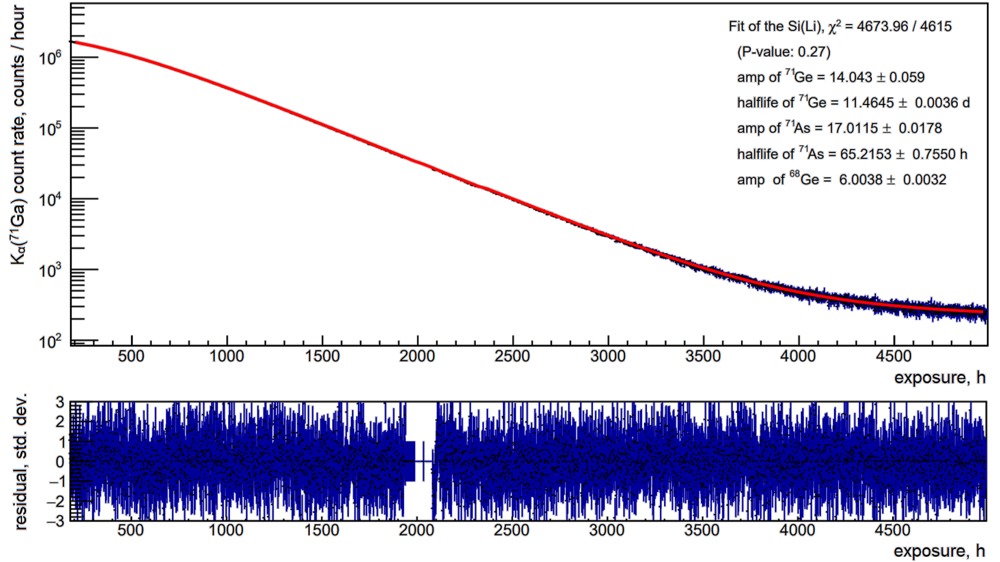 Kα(⁷¹Ga) count rate, counts / hour
10⁶
10⁵
10⁴
10³
10²
Fit of the Si(Li), χ² = 4673.96 / 4615
(P-value: 0.27)
amp of ⁷¹Ge = 14.043 ± 0.059
halflife of ⁷¹Ge = 11.4645 ± 0.0036 d
amp of ⁷¹As = 17.0115 ± 0.0178
halflife of ⁷¹As = 65.2153 ± 0.7550 h
amp of ⁶⁸Ge = 6.0038 ± 0.0032
500 1000 1500 2000 2500 3000 3500 4000 4500
exposure, h
residual, std. dev.
3
2
1
0
−1
−2
−3
500 1000 1500 2000 2500 3000 3500 4000 4500
exposure, h